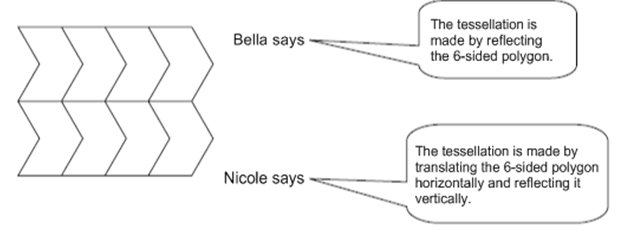 Bella says
The tessellation is
made by reflecting
the 6-sided polygon.
Nicole says
The tessellation is made by
translating the 6-sided polygon
horizontally and reflecting it
vertically.